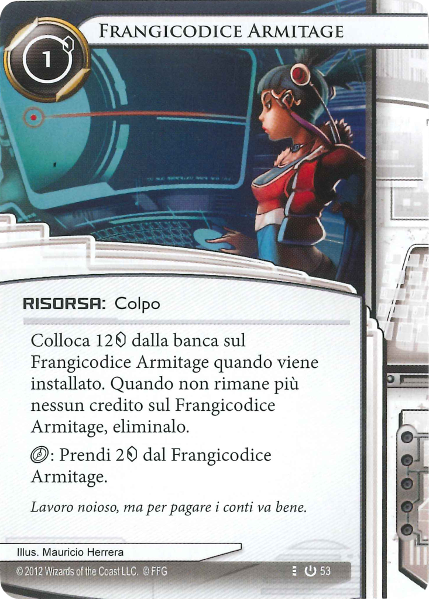 1
Frangicodice Armitage
RISORSA: Colpo
Colloca 12 dalla banca sul
Frangicodice Armitage quando viene
installato. Quando non rimane più
nessun credito sul Frangicodice
Armitage, eliminalo.
: Prendi 2 dal Frangicodice
Armitage.
Lavoro noioso, ma per pagare i conti va bene.
Illus. Mauricio Herrera
© 2012 Wizards of the Coast LLC. © FFG
53